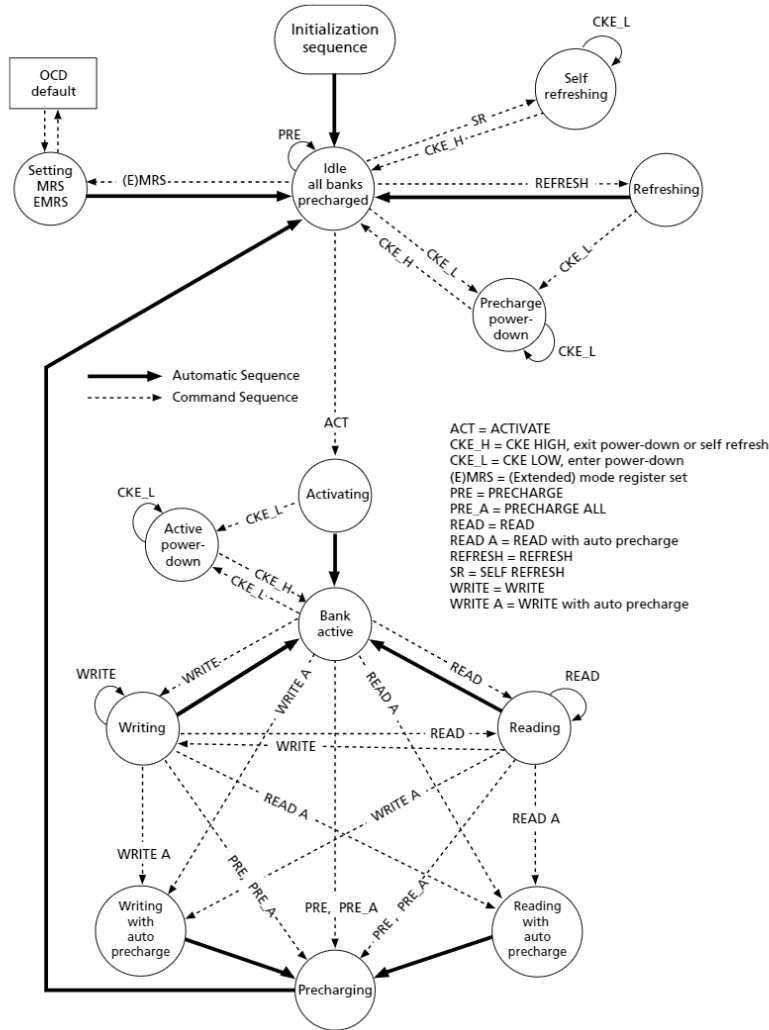 Initialization
sequence
CKE_L
OCD
default
Self
refreshing
SR
CKE_H
PRE
Setting
MRS
EMRS
(E)MRS
Idle
all banks
precharged
REFRESH
Refreshing
CKE_L
CKE_H
CKE_L
Precharge
power-
down
CKE_L
Automatic Sequence
Command Sequence
ACT
ACT = ACTIVATE
CKE_H = CKE HIGH, exit power-down or self refresh
CKE_L = CKE LOW, enter power-down
(E)MRS = (Extended) mode register set
PRE = PRECHARGE
PRE_A = PRECHARGE ALL
READ = READ
READ A = READ with auto precharge
REFRESH = REFRESH
SR = SELF REFRESH
WRITE = WRITE
WRITE A = WRITE with auto precharge
Activating
CKE_L
CKE_L
Active
power-
down
CKE_H
CKE_L
Bank
active
WRITE
WRITE
WRITE A
READ A
READ
READ
Writing
READ
WRITE
Reading
READ A
WRITE A
WRITE A
READ A
PRE, PRE_A
PRE, PRE_A
PRE, PRE_A
Writing
with
auto
precharge
Reading
with
auto
precharge
Precharging